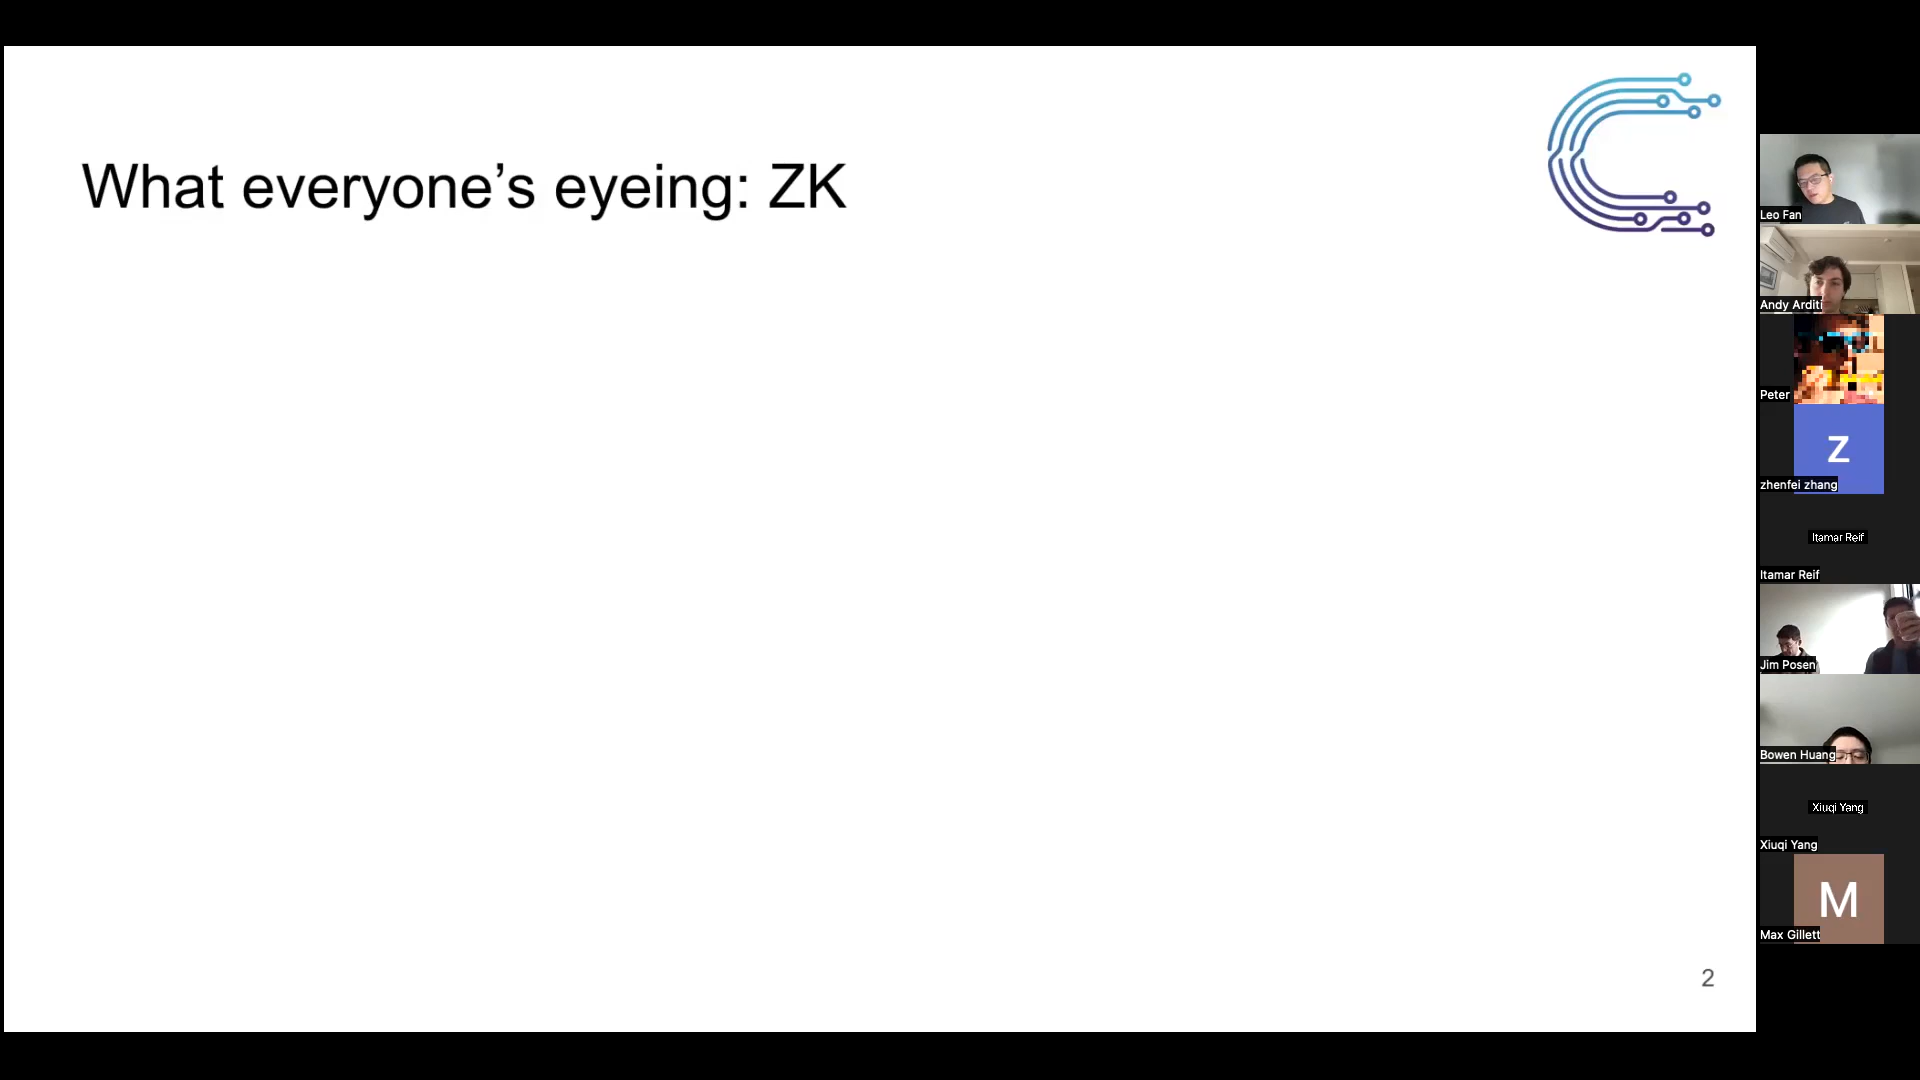 What everyone’s eyeing: ZK
2
Leo Fan
Andy Arditi
Peter
Z
zhenfei zhang
Itamar Reif
Itamar Reif
Jim Posen
Bowen Huang
Xiuqi Yang
Xiuqi Yang
M
Max Gillett